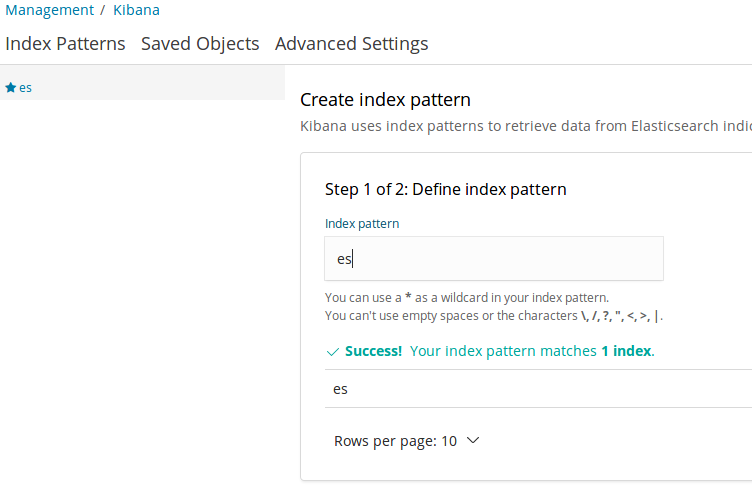 Management / Kibana
Index Patterns Saved Objects Advanced Settings
es
Create index pattern
Kibana uses index patterns to retrieve data from Elasticsearch indic
Step 1 of 2: Define index pattern
Index pattern
es
You can use a * as a wildcard in your index pattern.
You can't use empty spaces or the characters \, /, ?, ", <, >, |.
Success! Your index pattern matches 1 index.
es
Rows per page: 10